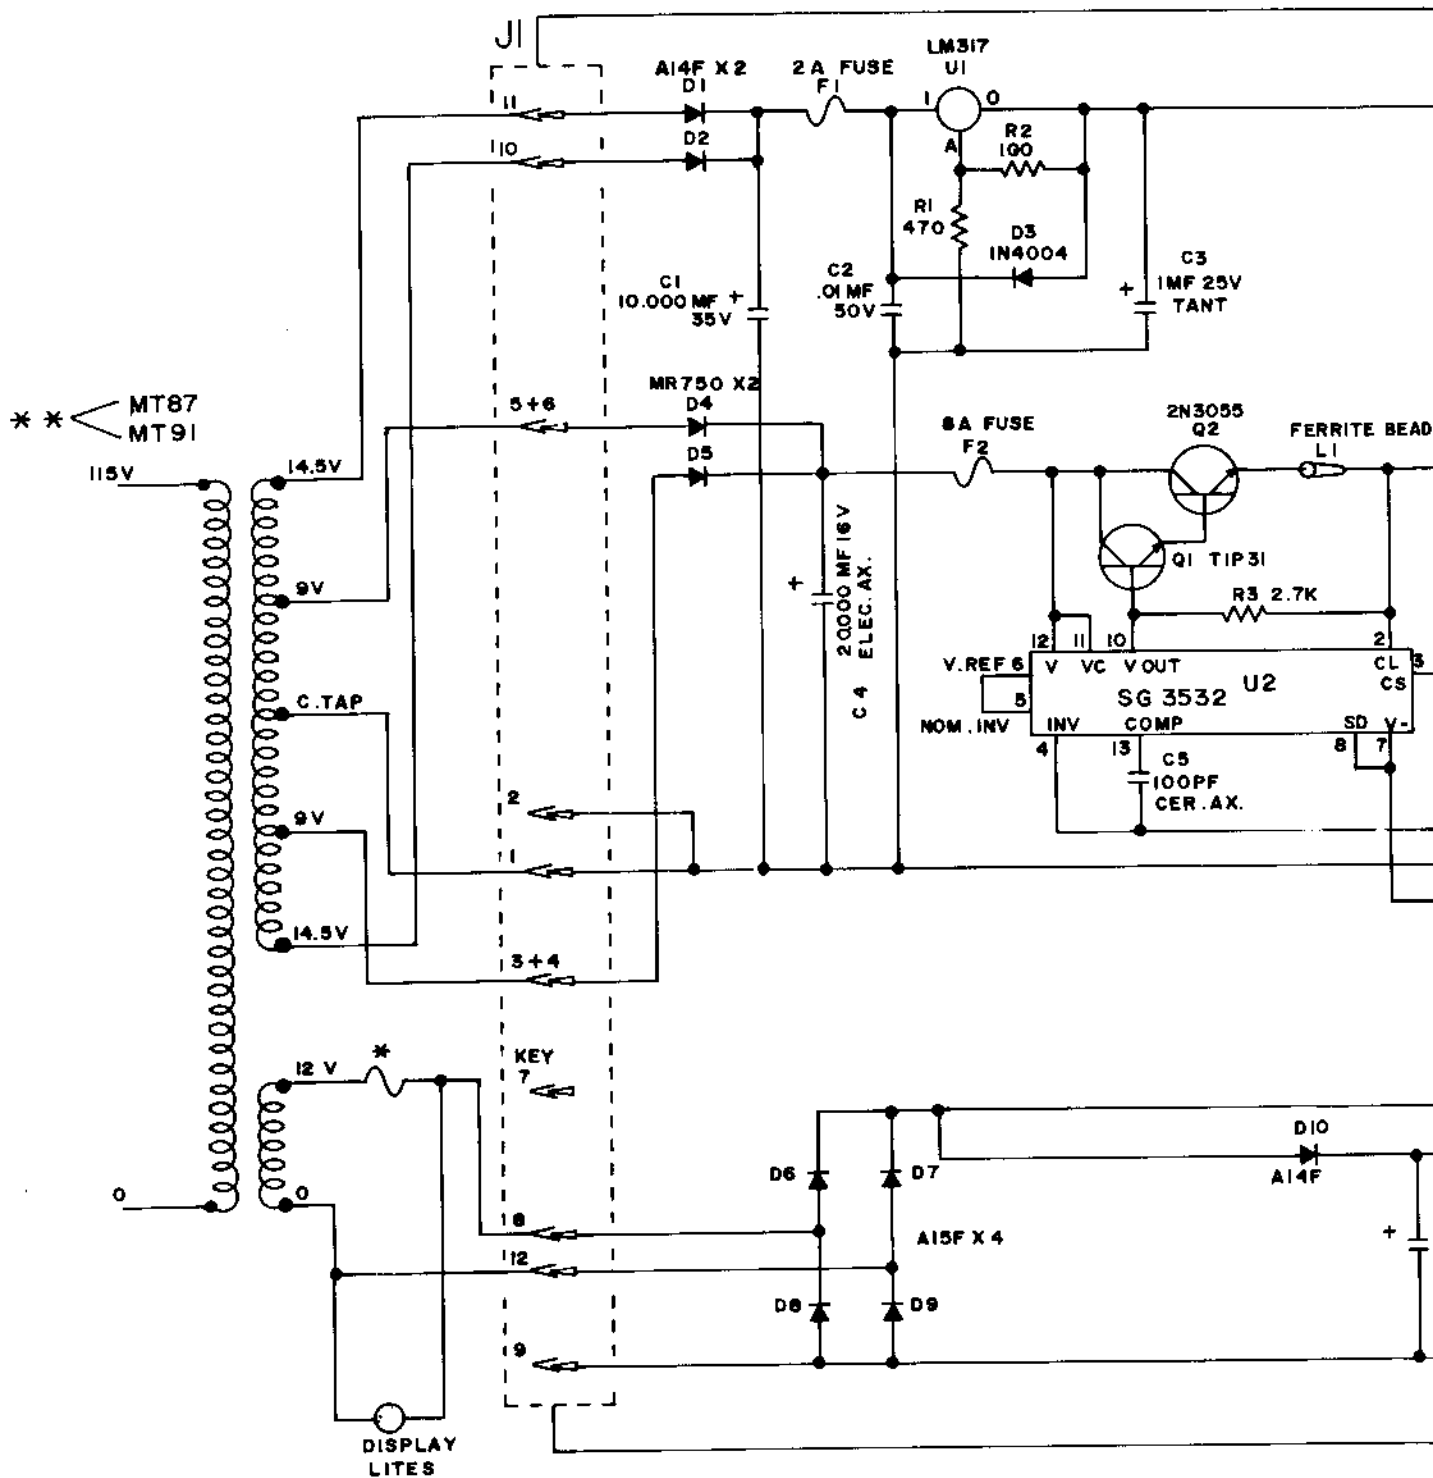 J1
LM317
U1
A14F X 2
D1
2A FUSE
F1
11
I
O
10
D2
A
R2
100
R1
470
D3
1N4004
C1
10.000 MF +
35V
C2
.01 MF
50V
C3
1MF 25V
+
TANT
MR750 X2
D4
5+6
** MT87
MT91
D5
8A FUSE
F2
2N3055
Q2
FERRITE BEAD
L1
115V
14.5V
9V
+
20,000 MF 16V
ELEC. AX.
C4
Q1 TIP31
R3 2.7K
12
11
10
2
V.REF 6
V
VC
V OUT
CL
3
CS
5
SG 3532
U2
NOM. INV
INV
COMP
SD
V-
4
13
8
7
C5
100PF
CER. AX.
C. TAP
2
9V
1
14.5V
3+4
*
12 V
KEY
7
0
0
D6
D7
D10
A14F
8
A15F X 4
+
12
D8
D9
9
DISPLAY
LITES